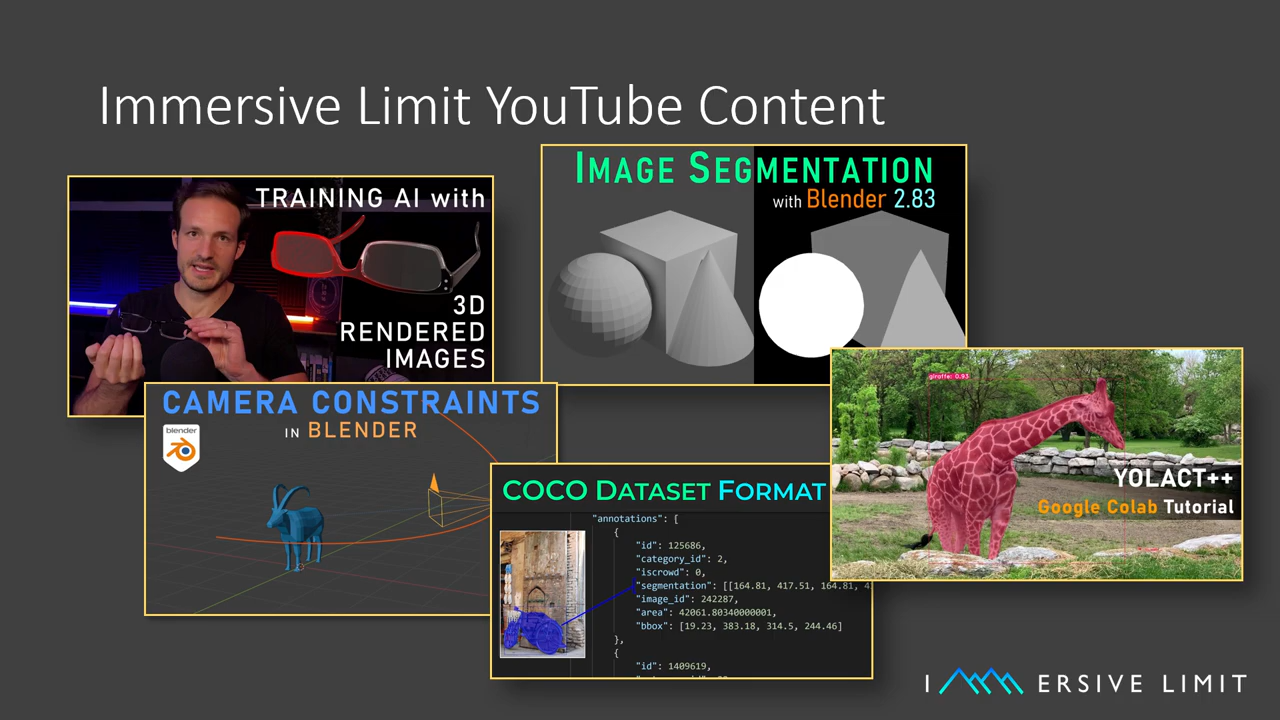 Immersive Limit YouTube Content
TRAINING AI with
3D
RENDERED
IMAGES
IMAGE SEGMENTATION
with Blender 2.83
CAMERA CONSTRAINTS
IN BLENDER
blender
giraffe: 0.93
YOLACT++
Google Colab Tutorial
COCO DATASET FORMAT
"annotations": [
{
"id": 125686,
"category_id": 2,
"iscrowd": 0,
"segmentation": [[164.81, 417.51, 164.81, 4
"image_id": 242287,
"area": 42061.80340000001,
"bbox": [19.23, 383.18, 314.5, 244.46]
},
{
"id": 1409619,
I ERSIVE LIMIT